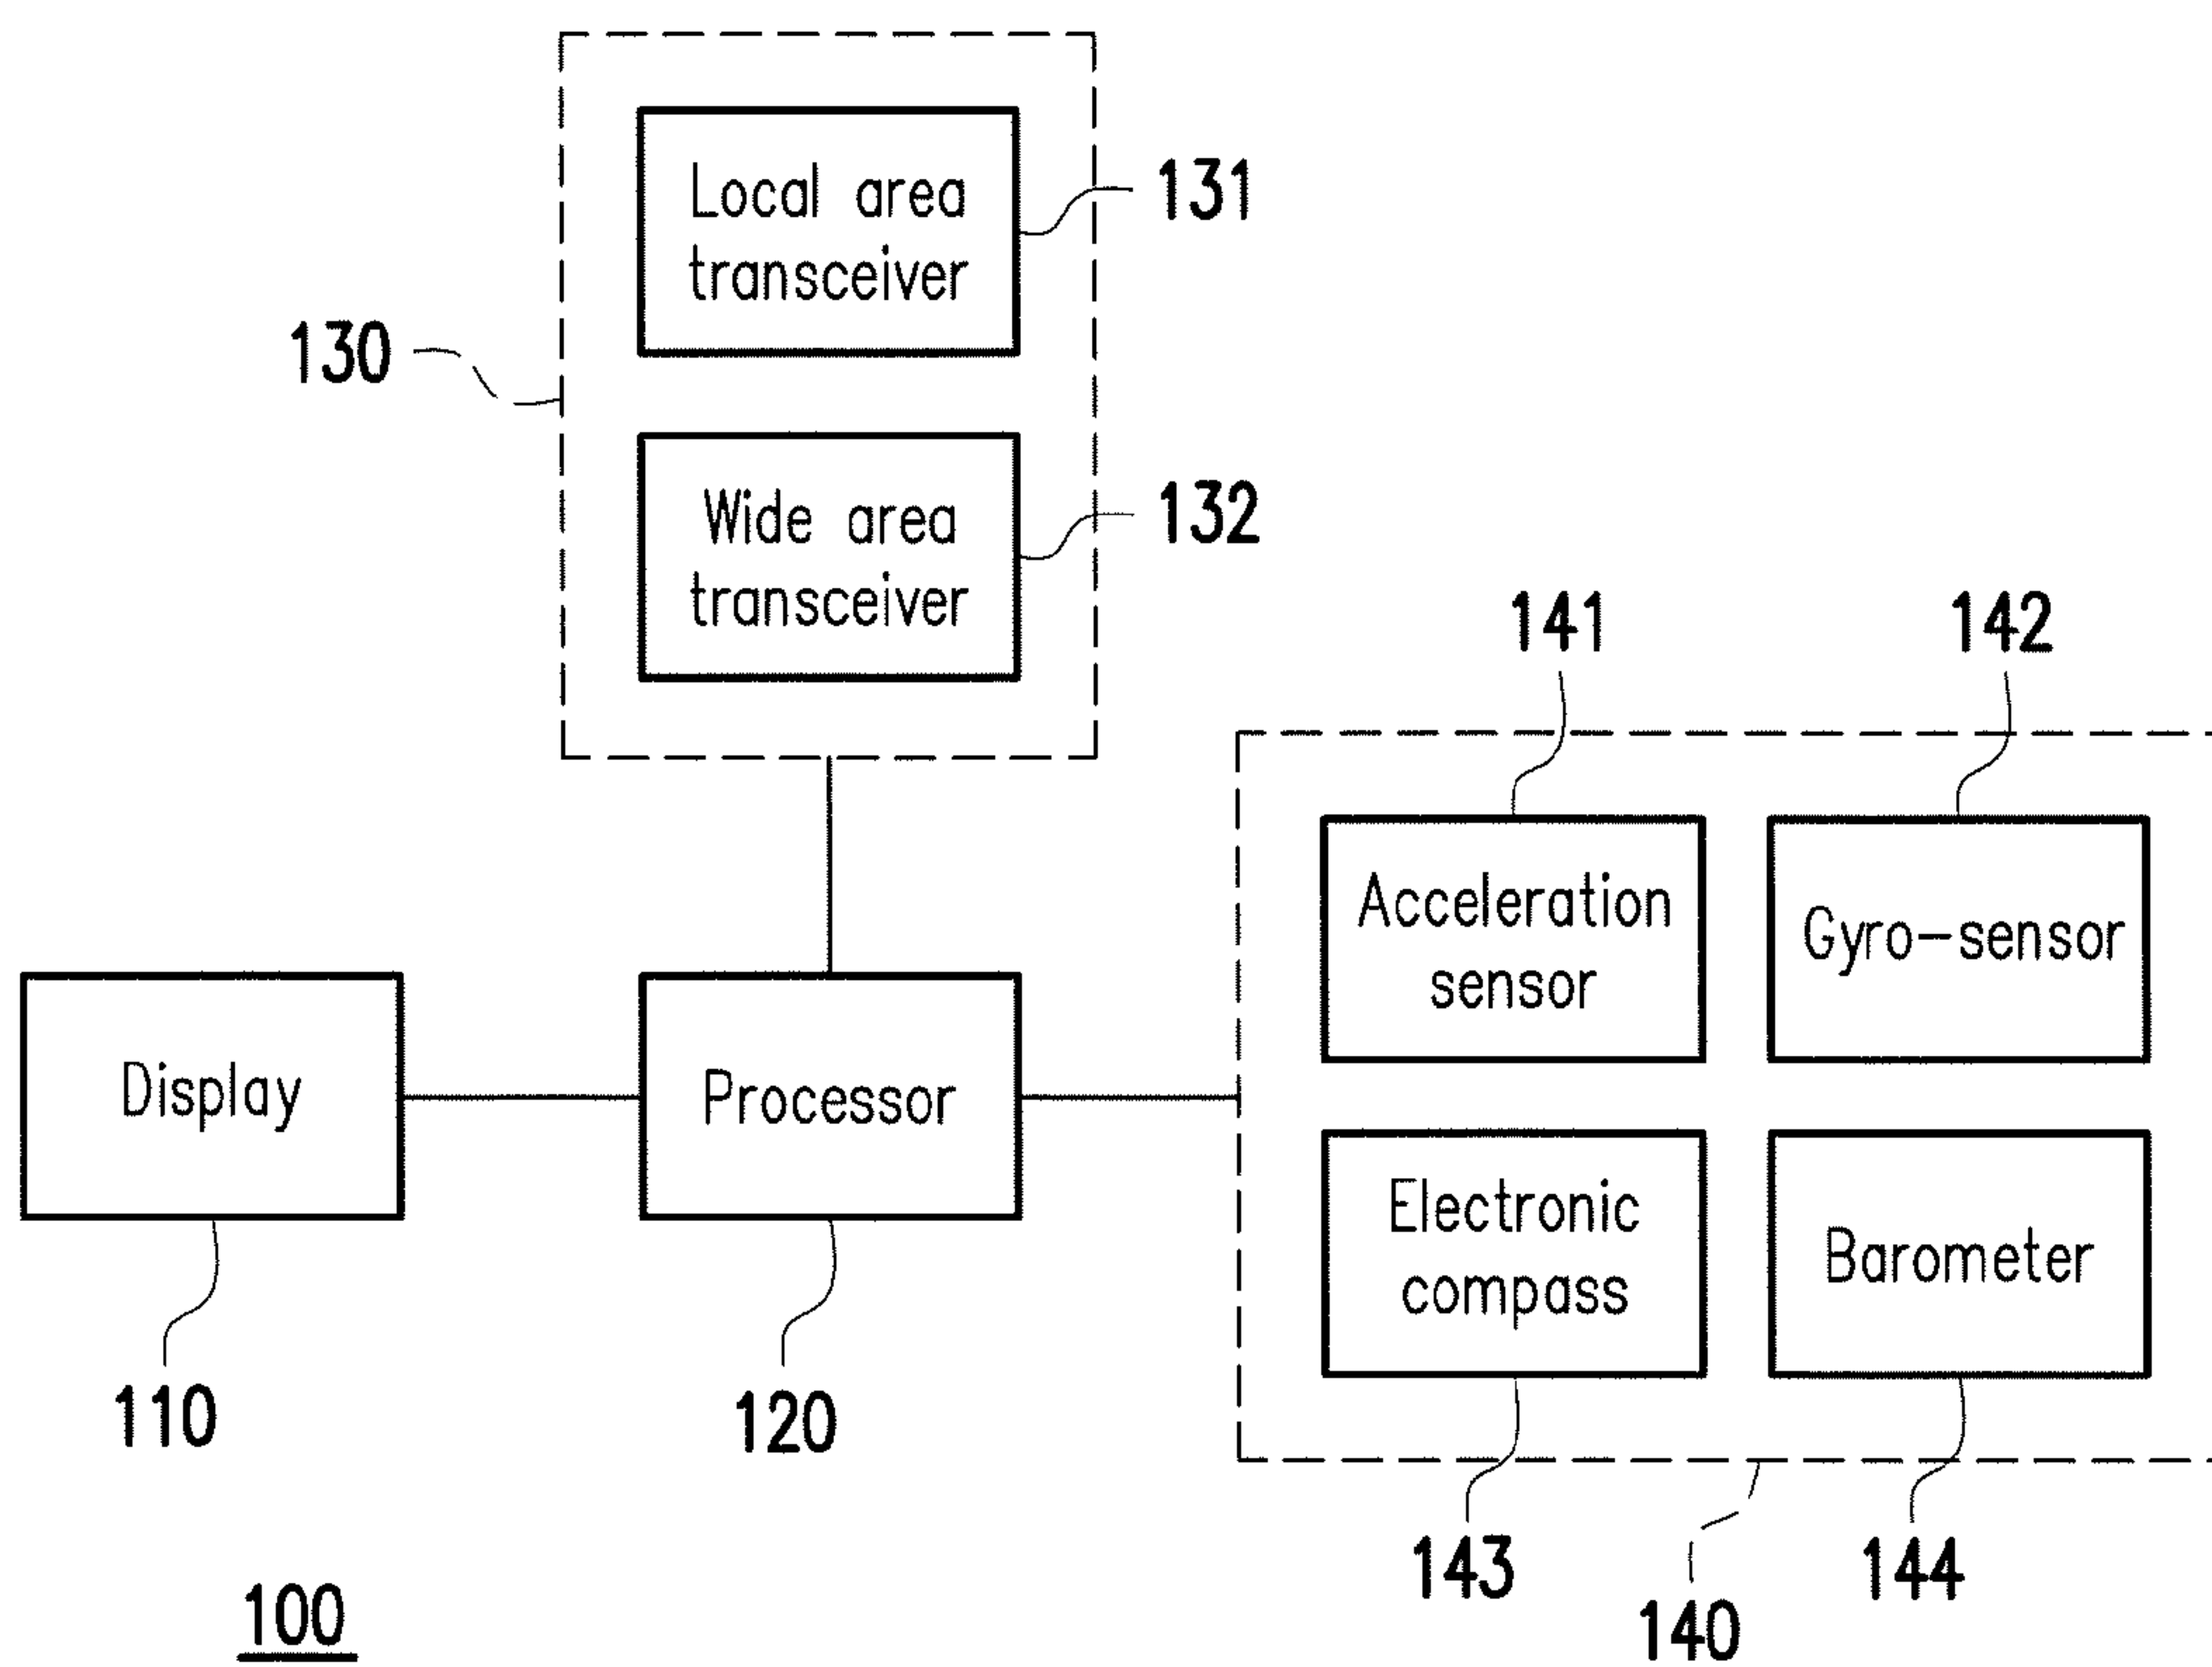 Local area
transceiver
131
130
Wide area
transceiver
132
141
142
Acceleration
sensor
Gyro-sensor
Display
Processor
Electronic
compass
Barometer
110
120
143
144
140
100